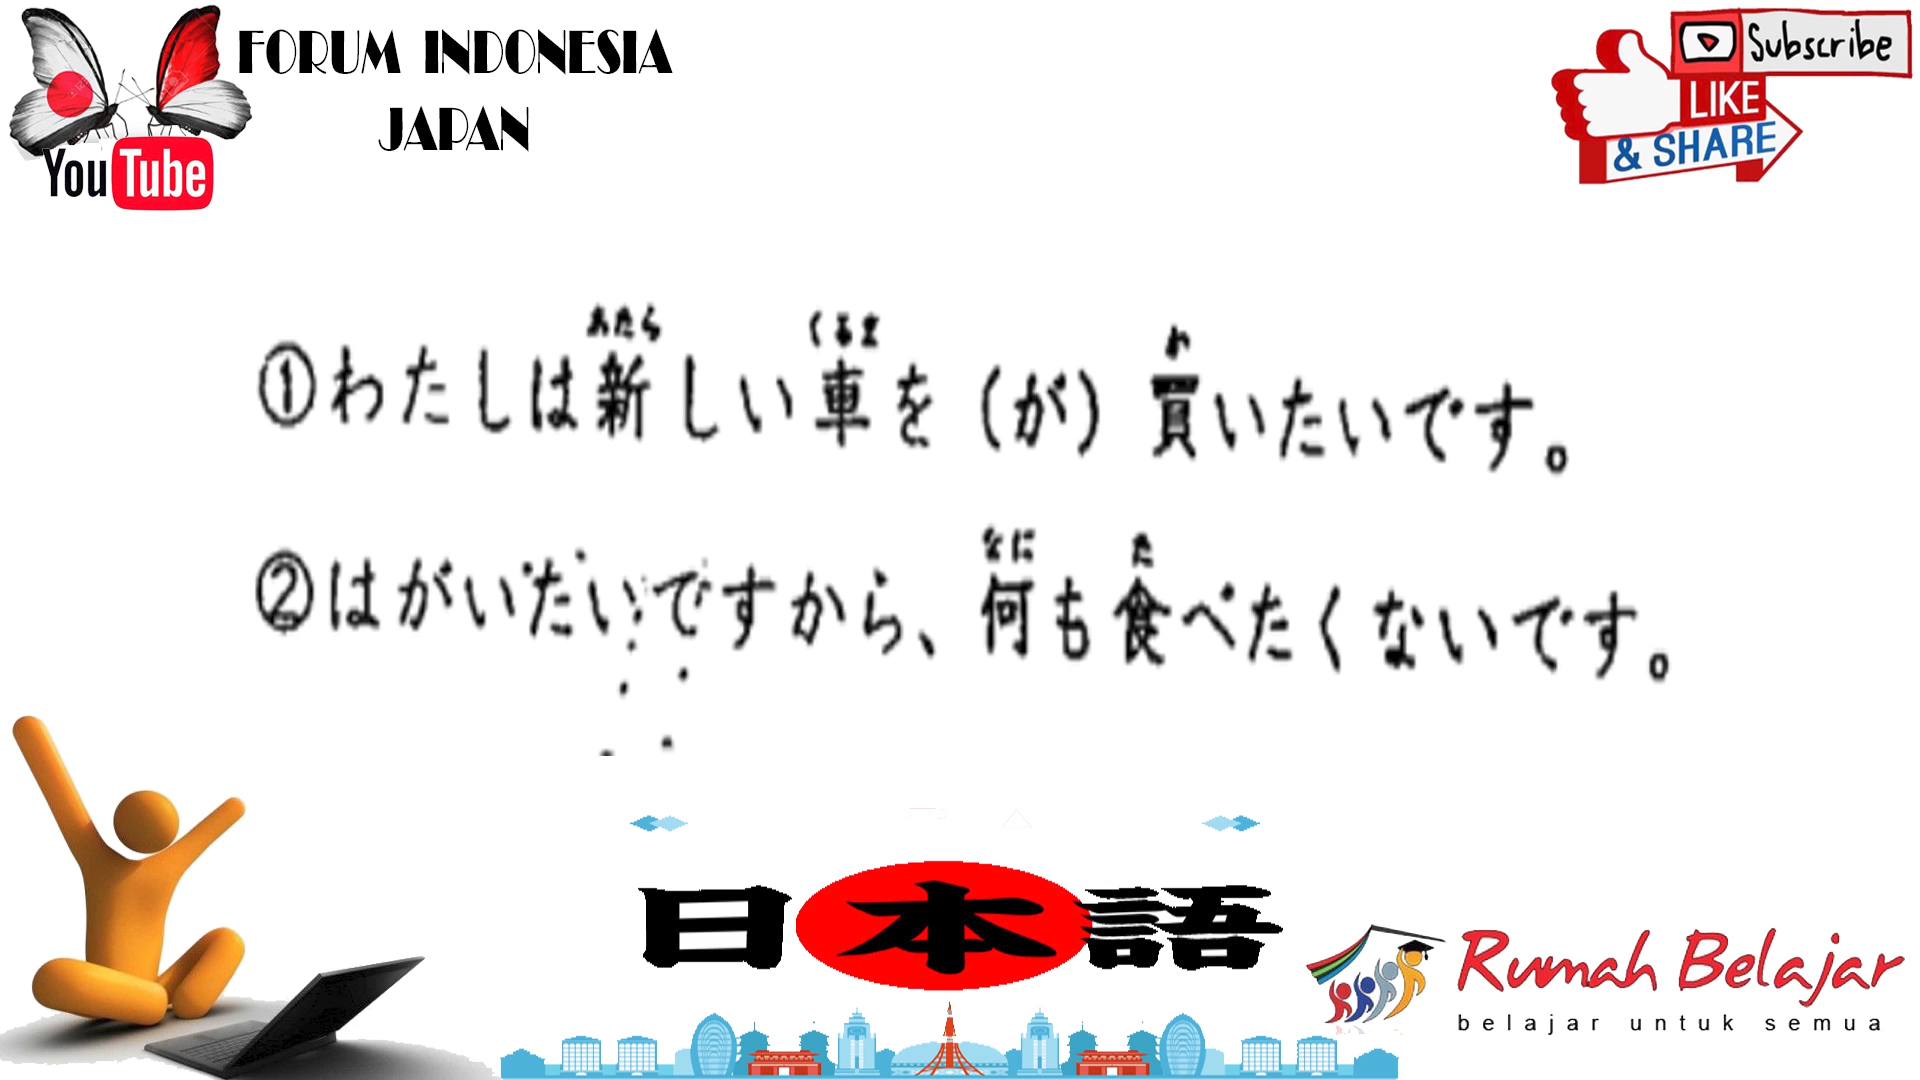 FORUM INDONESIA
JAPAN
YouTube
Subscribe
LIKE
& SHARE
あたら くるま か
①わたしは新しい車を(が)買いたいです。
なに た
②はがいたいですから、何も食べたくないです。
日本語
Rumah Belajar
belajar untuk semua